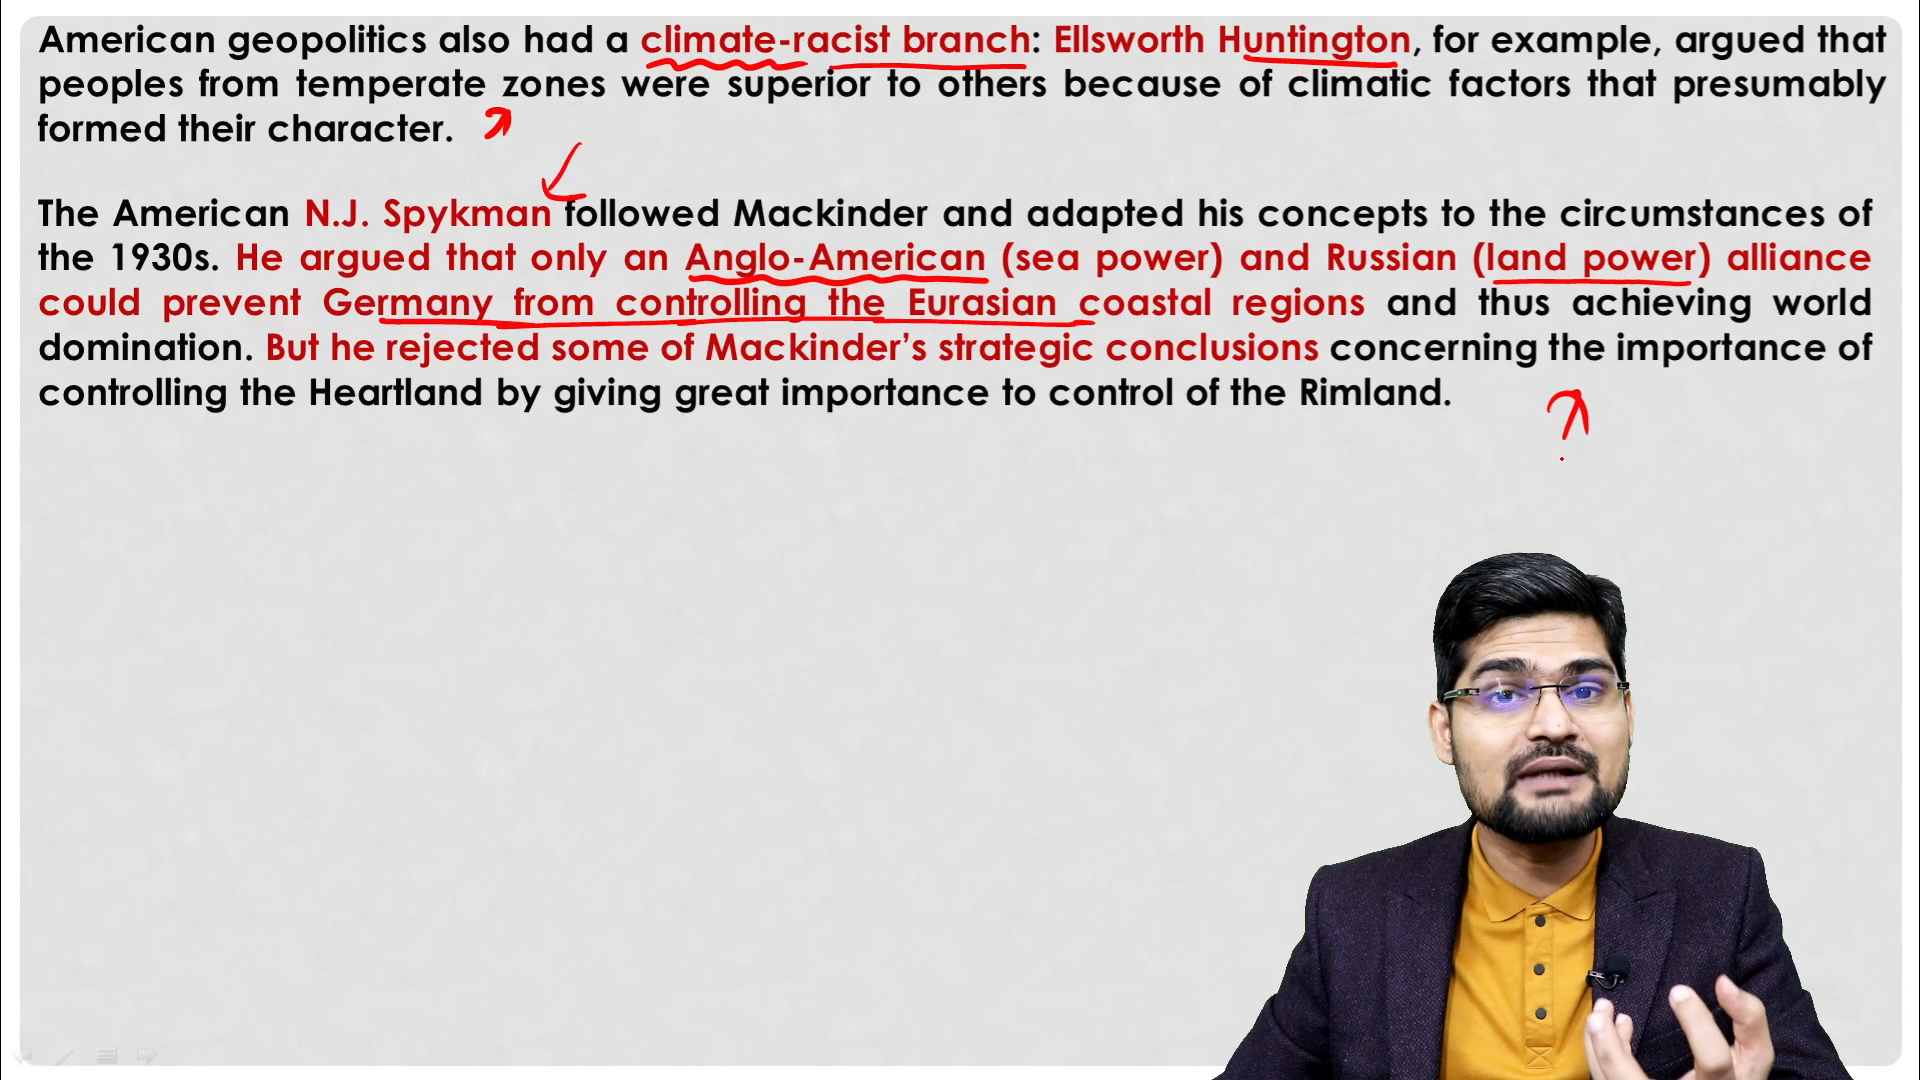 American geopolitics also had a climate-racist branch: Ellsworth Huntington, for example, argued that
peoples from temperate zones were superior to others because of climatic factors that presumably
formed their character.
The American N.J. Spykman followed Mackinder and adapted his concepts to the circumstances of
the 1930s. He argued that only an Anglo-American (sea power) and Russian (land power) alliance
could prevent Germany from controlling the Eurasian coastal regions and thus achieving world
domination. But he rejected some of Mackinder’s strategic conclusions concerning the importance of
controlling the Heartland by giving great importance to control of the Rimland.